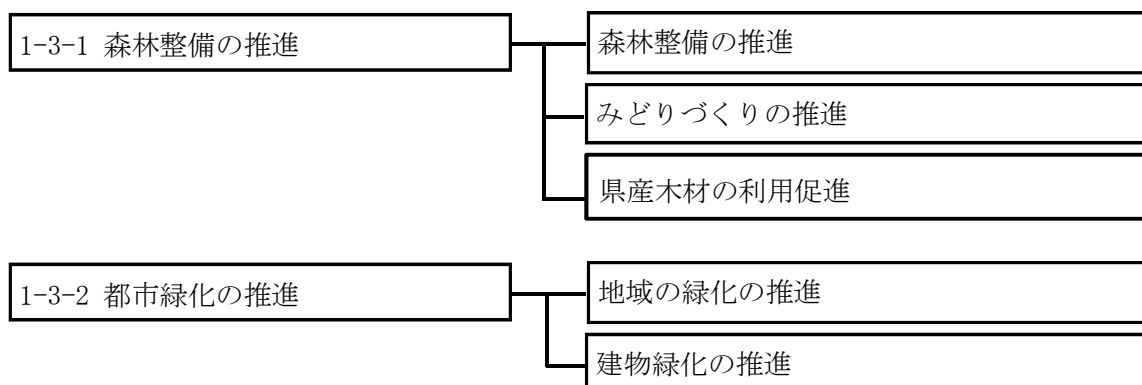 1-3-1 森林整備の推進
森林整備の推進
みどりづくりの推進
県産木材の利用促進
1-3-2 都市緑化の推進
地域の緑化の推進
建物緑化の推進